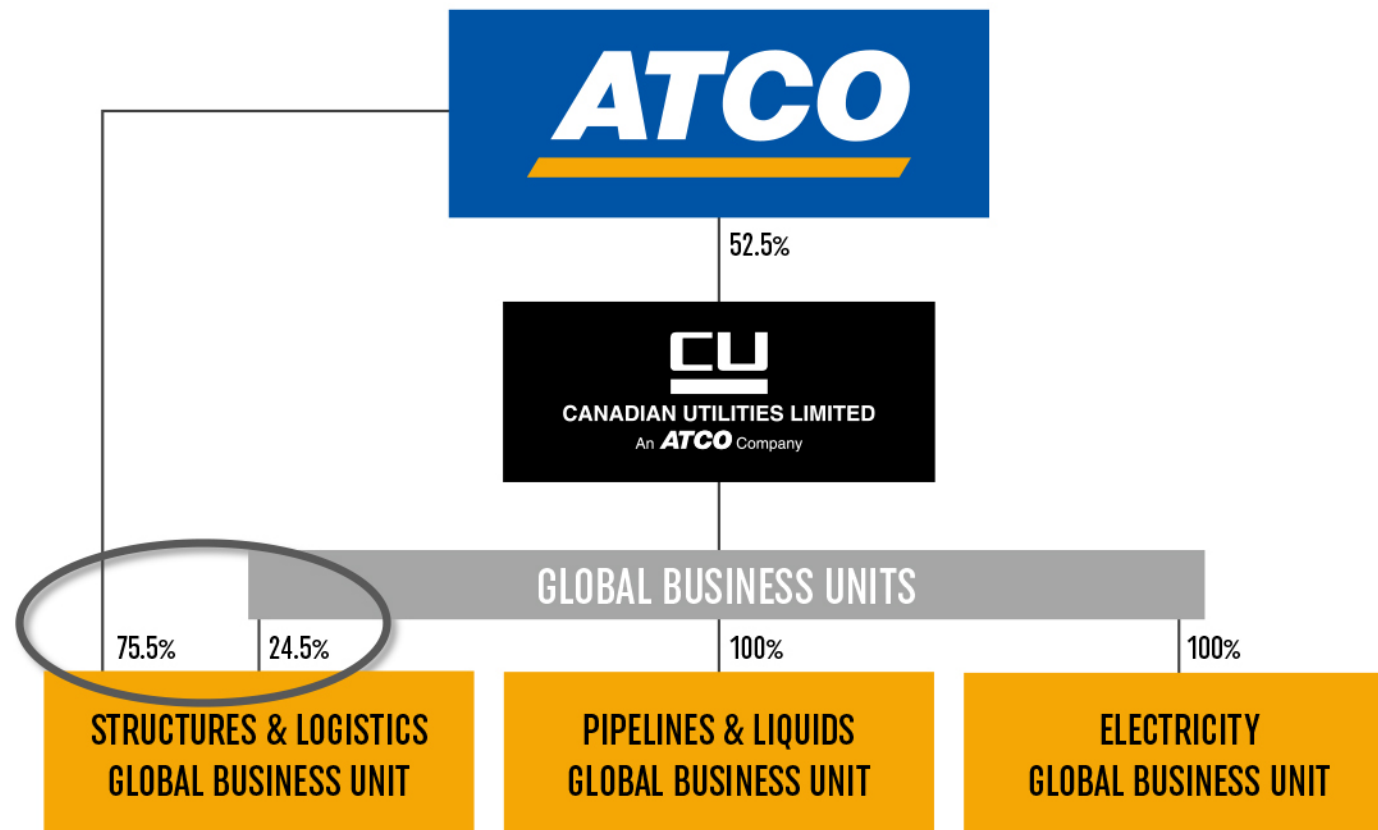 ATCO
52.5%
CU
CANADIAN UTILITIES LIMITED
An ATCO Company
GLOBAL BUSINESS UNITS
75.5%
24.5%
100%
100%
STRUCTURES & LOGISTICS
GLOBAL BUSINESS UNIT
PIPELINES & LIQUIDS
GLOBAL BUSINESS UNIT
ELECTRICITY
GLOBAL BUSINESS UNIT